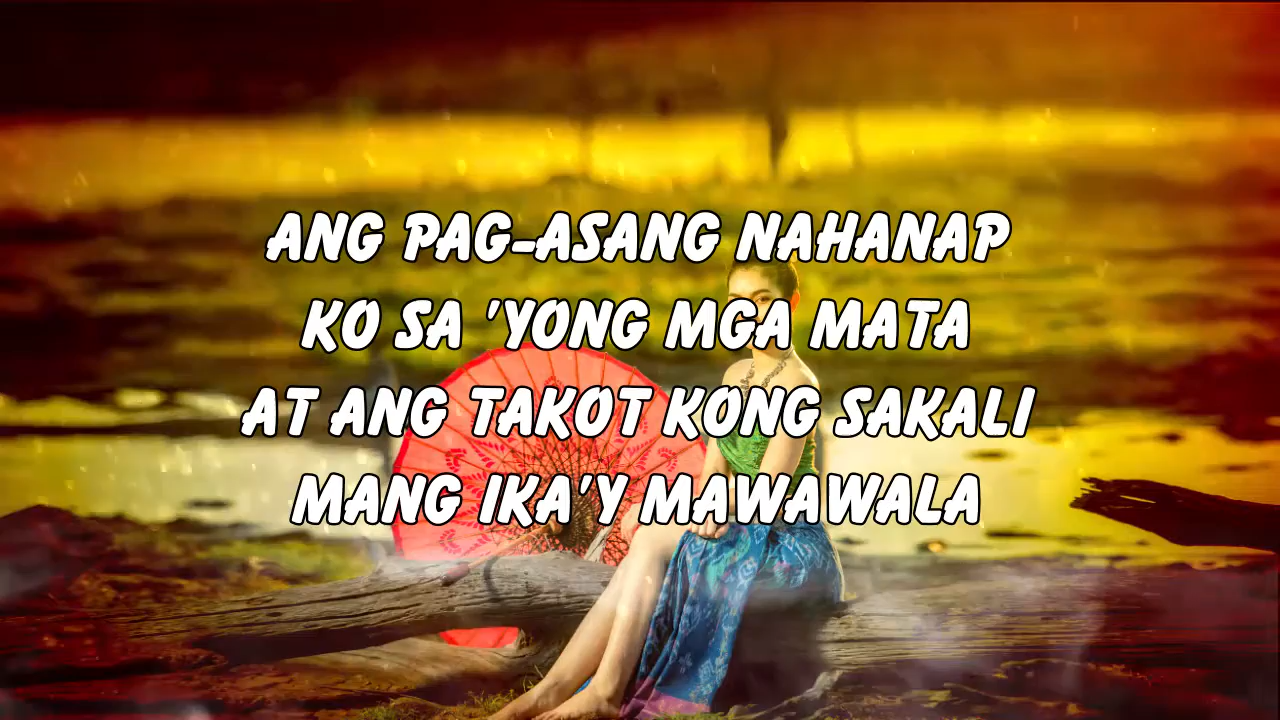 ANG PAG-ASANG NAHANAP
KO SA 'YONG MGA MATA
AT ANG TAKOT KONG SAKALI
MANG IKA'Y MAWAWALA